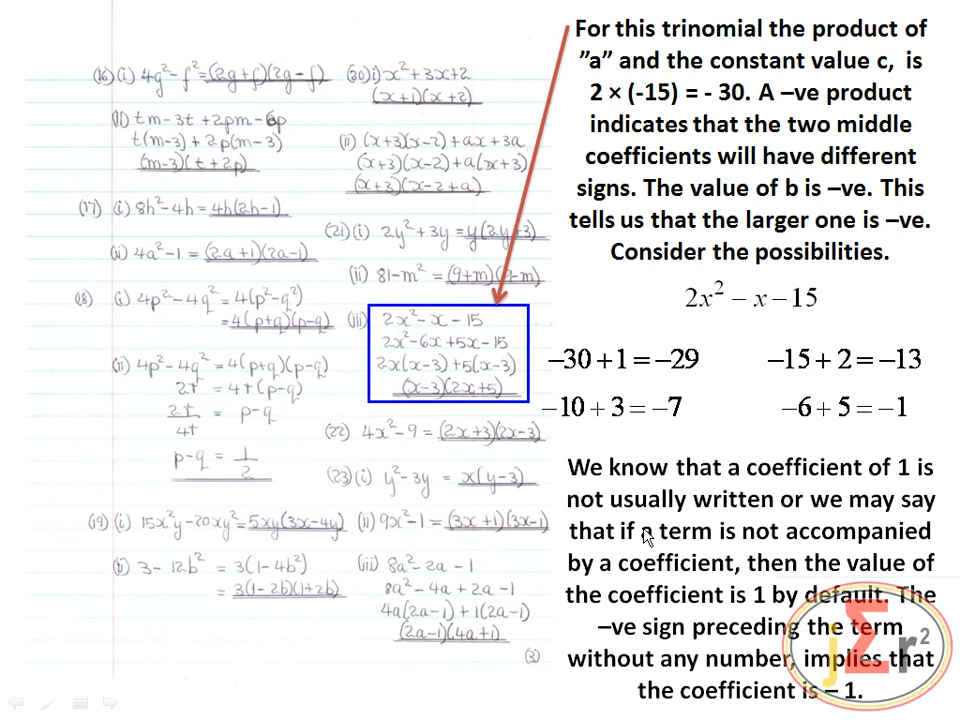 (16) (i) 4g² - f² = (2g+f)(2g-f)
(ii) tm - 3t + 2pm - 6p
t(m-3) + 2p(m-3)
(m-3)(t+2p)
(17) (i) 8h² - 4h = 4h(2h-1)
(ii) 4a² - 1 = (2a+1)(2a-1)
(18) (i) 4p² - 4q² = 4(p² - q²)
= 4(p+q)(p-q)
(ii) 4p² - 4q² = 4(p+q)(p-q)
2t = 4t(p-q)
2t/4t = p-q
p-q = 1/2
(19) (i) 15x²y - 20xy² = 5xy(3x-4y)
(ii) 3 - 12b² = 3(1-4b²)
= 3(1-2b)(1+2b)
(20) i) x² + 3x + 2
(x+1)(x+2)
(ii) (x+3)(x-2) + ax + 3a
(x+3)(x-2) + a(x+3)
(x+3)(x-2+a)
(21) (i) 2y² + 3y = y(2y+3)
(ii) 81 - m² = (9+m)(9-m)
(iii) 2x² - x - 15
2x² - 6x + 5x - 15
2x(x-3) + 5(x-3)
(x-3)(2x+5)
(22) 4x² - 9 = (2x+3)(2x-3)
(23) (i) y² - 3y = x(y-3)
(ii) 9x² - 1 = (3x+1)(3x-1)
(iii) 8a² - 2a - 1
8a² - 4a + 2a - 1
4a(2a-1) + 1(2a-1)
(2a-1)(4a+1)
(3)
For this trinomial the product of
”a” and the constant value c, is
2 × (-15) = - 30. A –ve product
indicates that the two middle
coefficients will have different
signs. The value of b is –ve. This
tells us that the larger one is –ve.
Consider the possibilities.
2x² − x − 15
−30 + 1 = −29 −15 + 2 = −13
−10 + 3 = −7 −6 + 5 = −1
We know that a coefficient of 1 is
not usually written or we may say
that if a term is not accompanied
by a coefficient, then the value of
the coefficient is 1 by default. The
–ve sign preceding the term
without any number, implies that
the coefficient is – 1.
jΣr²